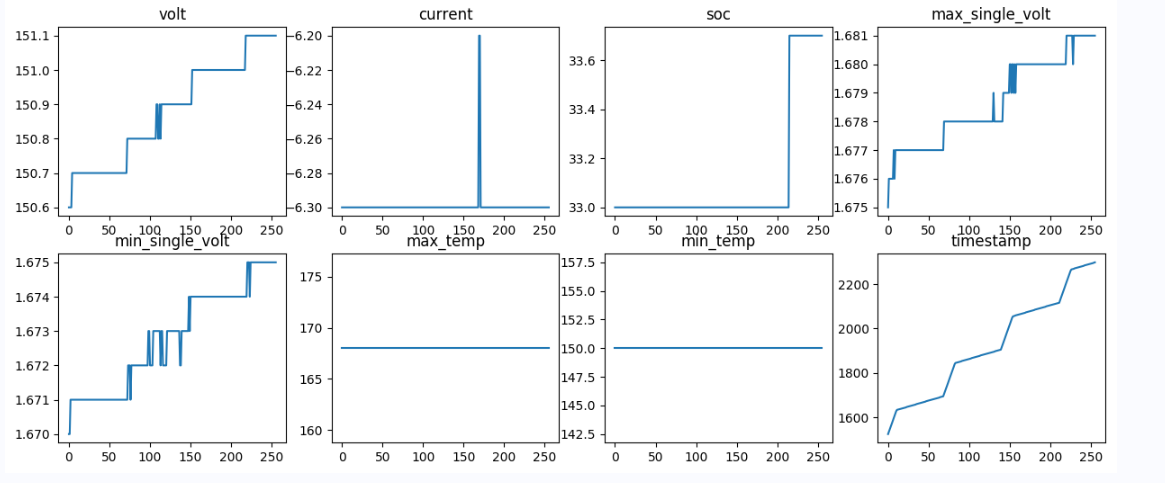 volt current soc max_single_volt
151.1 −6.20 1.681
151.0 −6.22 33.6 1.680
150.9 −6.24 33.4 1.679
150.8 −6.26 1.678
150.7 −6.28 33.2 1.677
150.6 −6.30 33.0 1.676
1.675
0 50 100 150 200 250 0 50 100 150 200 250 0 50 100 150 200 250 0 50 100 150 200 250
min_single_volt max_temp min_temp timestamp
1.675 175 157.5 2200
1.674 170 155.0 2000
1.673 165 152.5 1800
1.672 160 150.0 1600
1.671 147.5
1.670 145.0
142.5
0 50 100 150 200 250 0 50 100 150 200 250 0 50 100 150 200 250 0 50 100 150 200 250